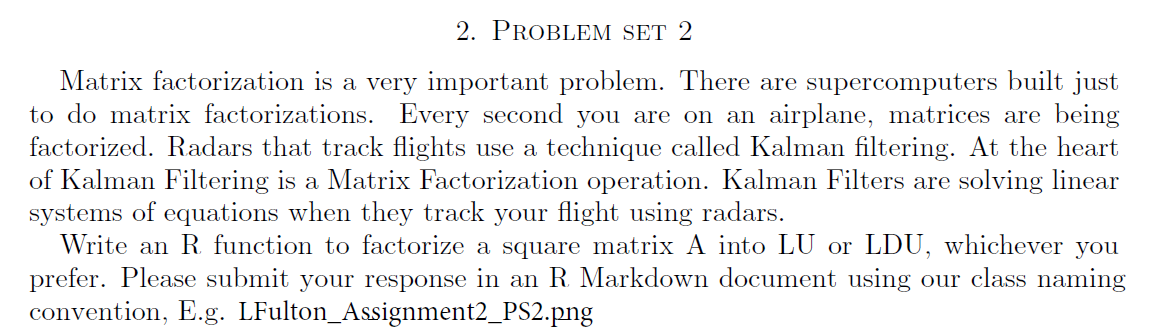 2. PROBLEM SET 2
Matrix factorization is a very important problem. There are supercomputers built just
to do matrix factorizations. Every second you are on an airplane, matrices are being
factorized. Radars that track flights use a technique called Kalman filtering. At the heart
of Kalman Filtering is a Matrix Factorization operation. Kalman Filters are solving linear
systems of equations when they track your flight using radars.
Write an R function to factorize a square matrix A into LU or LDU, whichever you
prefer. Please submit your response in an R Markdown document using our class naming
convention, E.g. LFulton_Assignment2_PS2.png